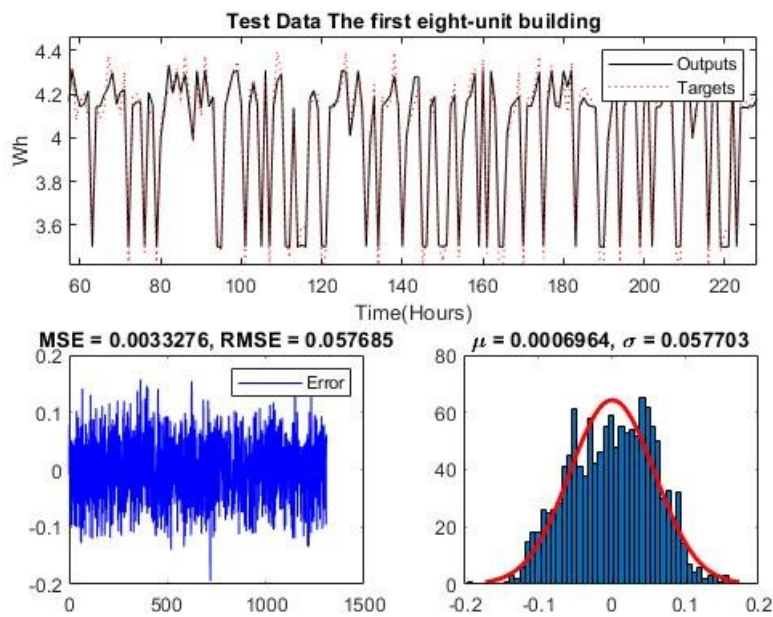 Test Data The first eight-unit building
4.4
4.2
4
3.8
3.6
Wh
Outputs
Targets
60 80 100 120 140 160 180 200 220
Time(Hours)
MSE = 0.0033276, RMSE = 0.057685
0.2
0.1
0
-0.1
-0.2
Error
0 500 1000 1500
μ = 0.0006964, σ = 0.057703
80
60
40
20
0
-0.2 -0.1 0 0.1 0.2